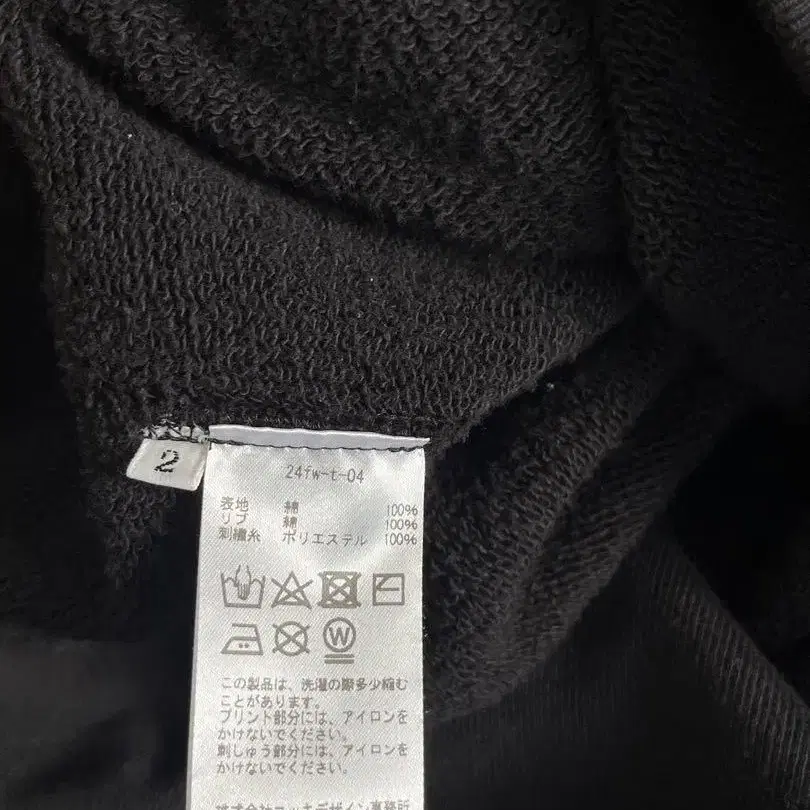 2
24fw-t-04
表地 綿 100%
リブ 綿 100%
刺繍糸 ポリエステル 100%
W
この製品は、洗濯の際多少縮む
ことがあります。
プリント部分には、アイロンを
かけないでください。
刺しゅう部分には、アイロンを
かけないでください。